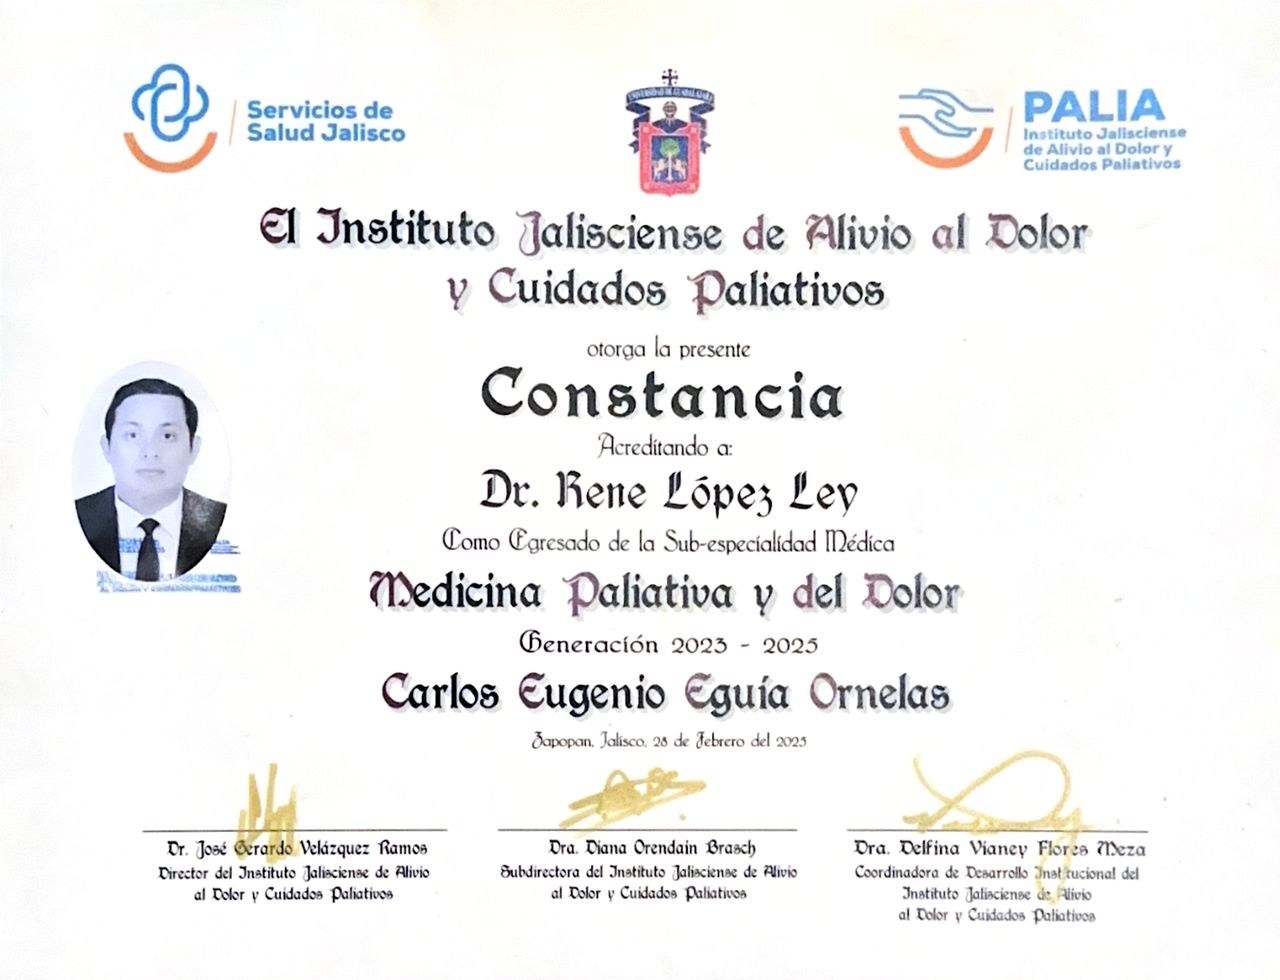 Servicios de
Salud Jalisco
UNIVERSIDAD DE GUADALAJARA
PALIA
Instituto Jalisciense
de Alivio al Dolor y
Cuidados Paliativos
El Instituto Jalisciense de Alivio al Dolor
y Cuidados Paliativos
otorga la presente
Constancia
Acreditando a:
Dr. Rene López Ley
Como Egresado de la Sub-especialidad Médica
Medicina Paliativa y del Dolor
Generación 2023 - 2025
Carlos Eugenio Eguía Ornelas
Zapopan, Jalisco, 28 de Febrero del 2025
Dr. José Gerardo Velázquez Ramos
Director del Instituto Jalisciense de Alivio
al Dolor y Cuidados Paliativos
Dra. Diana Orendain Brasch
Subdirectora del Instituto Jalisciense de Alivio
al Dolor y Cuidados Paliativos
Dra. Delfina Vianey Flores Meza
Coordinadora de Desarrollo Institucional del
Instituto Jalisciense de Alivio
al Dolor y Cuidados Paliativos